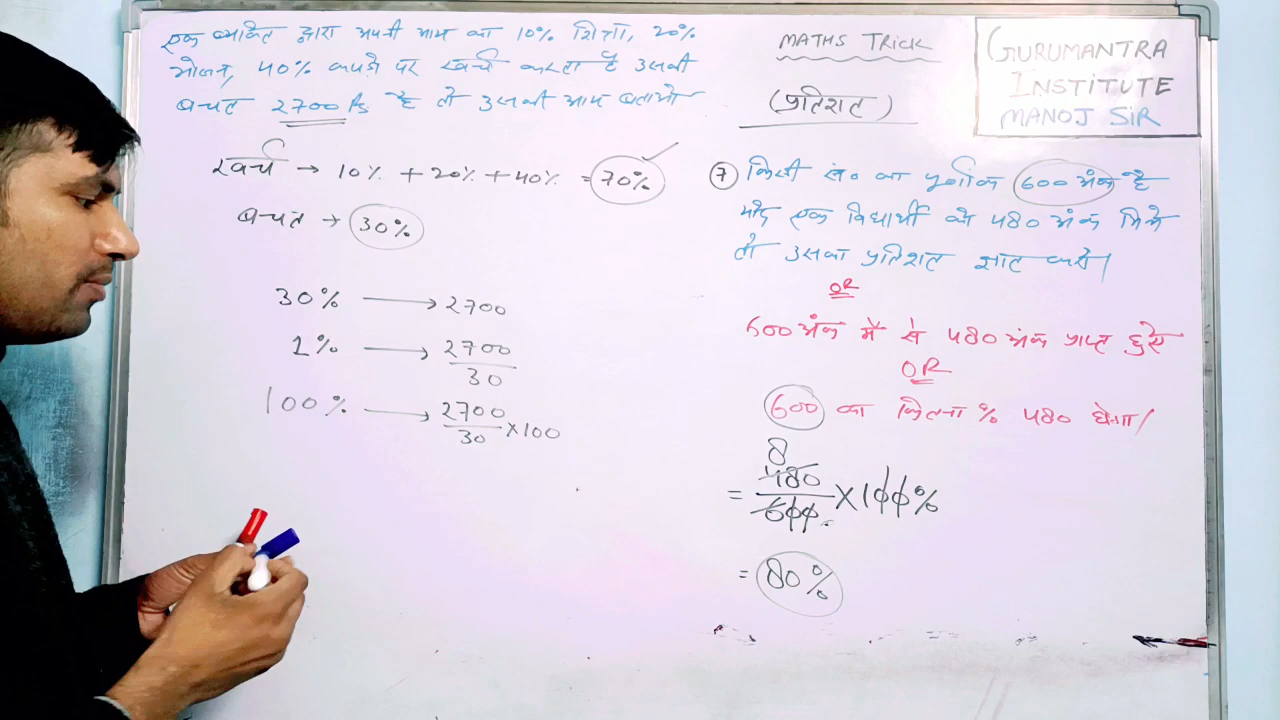 एक व्यक्ति द्वारा अपनी आय का 10% शिक्षा, 20%
भोजन, 40% कपड़ो पर खर्च करता है उसकी
बचत 2700 Rs है तो उसकी आय बताओ
खर्च → 10% + 20% + 40% = 70%
बचत → 30%
30% → 2700
1% → 2700/30
100% → 2700/30 × 100
MATHS TRICK
(प्रतिशत)
GURUMANTRA
INSTITUTE
MANOJ SIR
7 किसी सं० का पूर्णांक 600 अंक है
यदि एक विद्यार्थी को 480 अंक मिले
तो उसका प्रतिशत ज्ञात करो।
OR
600 अंक में से 480 अंक प्राप्त हुऐ
OR
600 का कितना % 480 होगा।
8
= 480/600 × 100%
= 80%